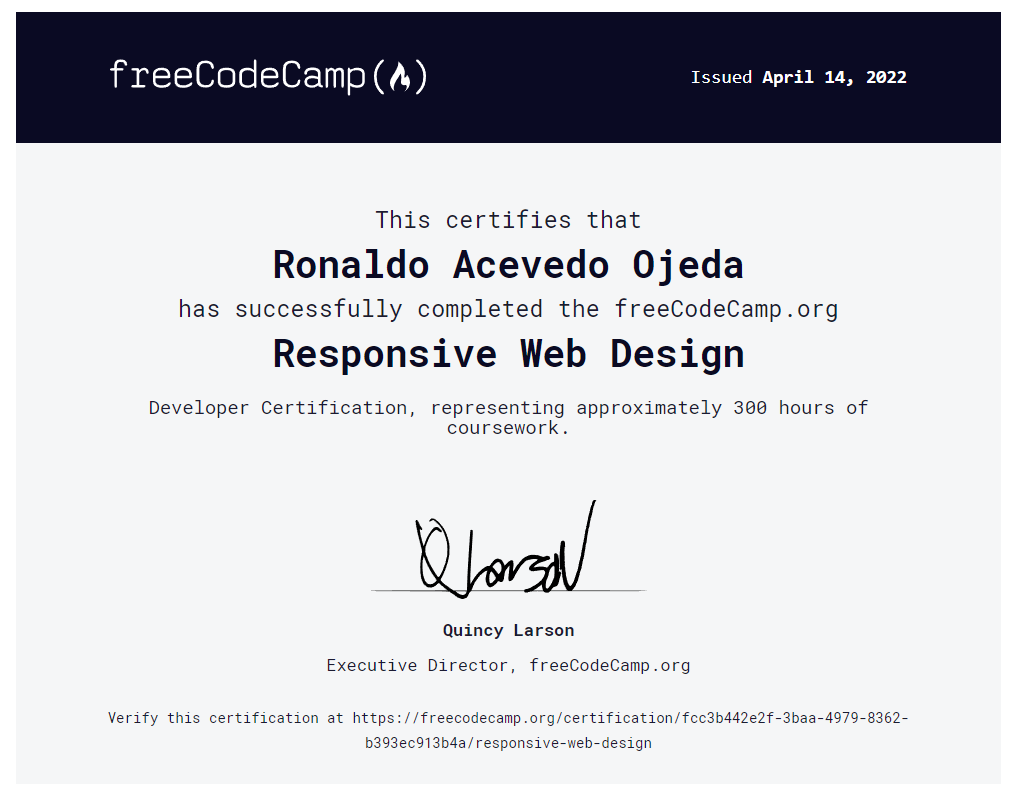 freeCodeCamp
Issued April 14, 2022
This certifies that
Ronaldo Acevedo Ojeda
has successfully completed the freeCodeCamp.org
Responsive Web Design
Developer Certification, representing approximately 300 hours of
coursework.
Q Larson
Quincy Larson
Executive Director, freeCodeCamp.org
Verify this certification at https://freecodecamp.org/certification/fcc3b442e2f-3baa-4979-8362-
b393ec913b4a/responsive-web-design